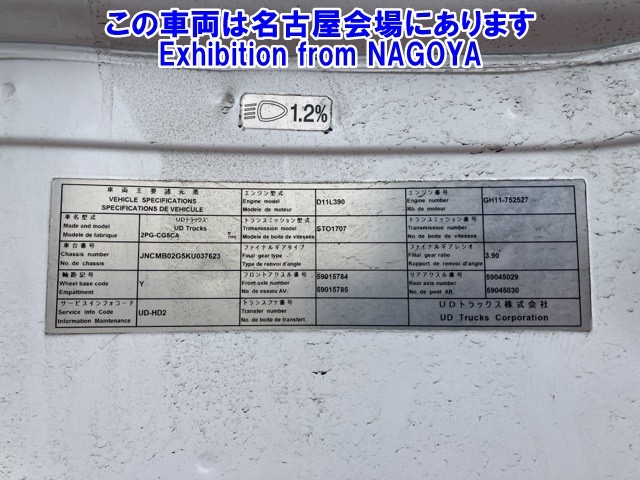 この車両は名古屋会場にあります
Exhibition from NAGOYA
1.2%
車両主要諸元表
VEHICLE SPECIFICATIONS
SPECIFICATIONS DE VEHICULE
エンジン型式
Engine model
Modele de moteur
D11L390
エンジン番号
Engine number
No. de moteur
GH11-752527
車名型式
Made and model
Modele de fabrique
UDトラックス
UD Trucks
2PG-CG5CA
トランスミッション型式
Transmission model
Modele de boite de vitesses
STO1707
トランスミッション番号
Transmission number
No. de boite de vitesses
車台番号
Chassis number
No. de chassis
JNCMB02G5KU037623
ファイナルギアタイプ
Final gear type
Type de renvoi d'angle
ファイナルギアレシオ
Final gear ratio
Rapport de renvoi d'angle
3.90
軸距記号
Wheel base code
Empattment
Y
フロントアクスル番号
Front axle number
No. de essieu AV.
59015784
59015785
リアアクスル番号
Rear axle number
No. de pont AR.
59045029
59045030
サービスインフォコード
Service Info Code
Information Maintenance
UD-HD2
トランスファ番号
Transfer number
No. de boite de transfert
UDトラックス株式会社
UD Trucks Corporation